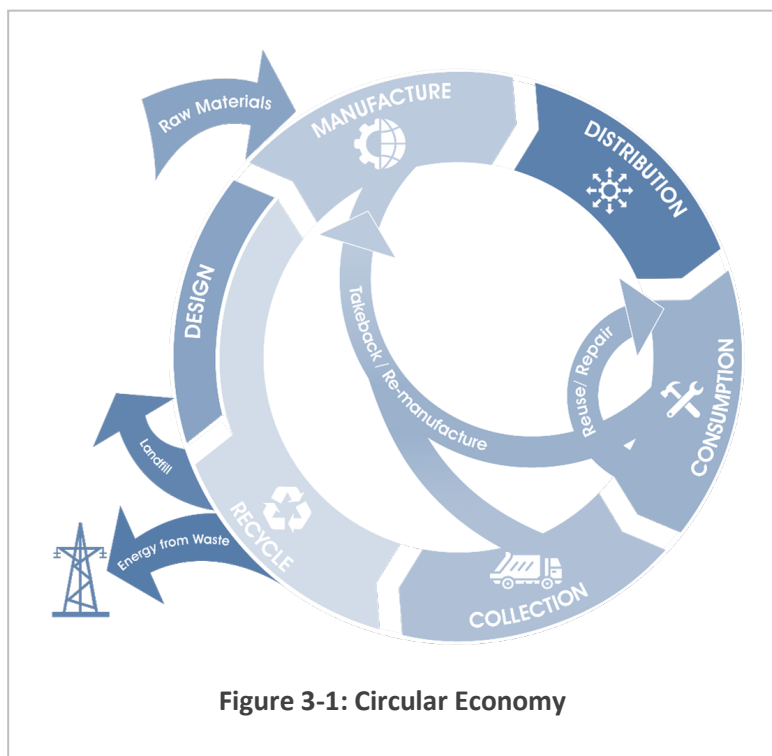 Raw Materials
MANUFACTURE
DISTRIBUTION
DESIGN
Takeback / Re-manufacture
Reuse/ Repair
CONSUMPTION
Landfill
Energy from Waste
RECYCLE
COLLECTION
Figure 3-1: Circular Economy